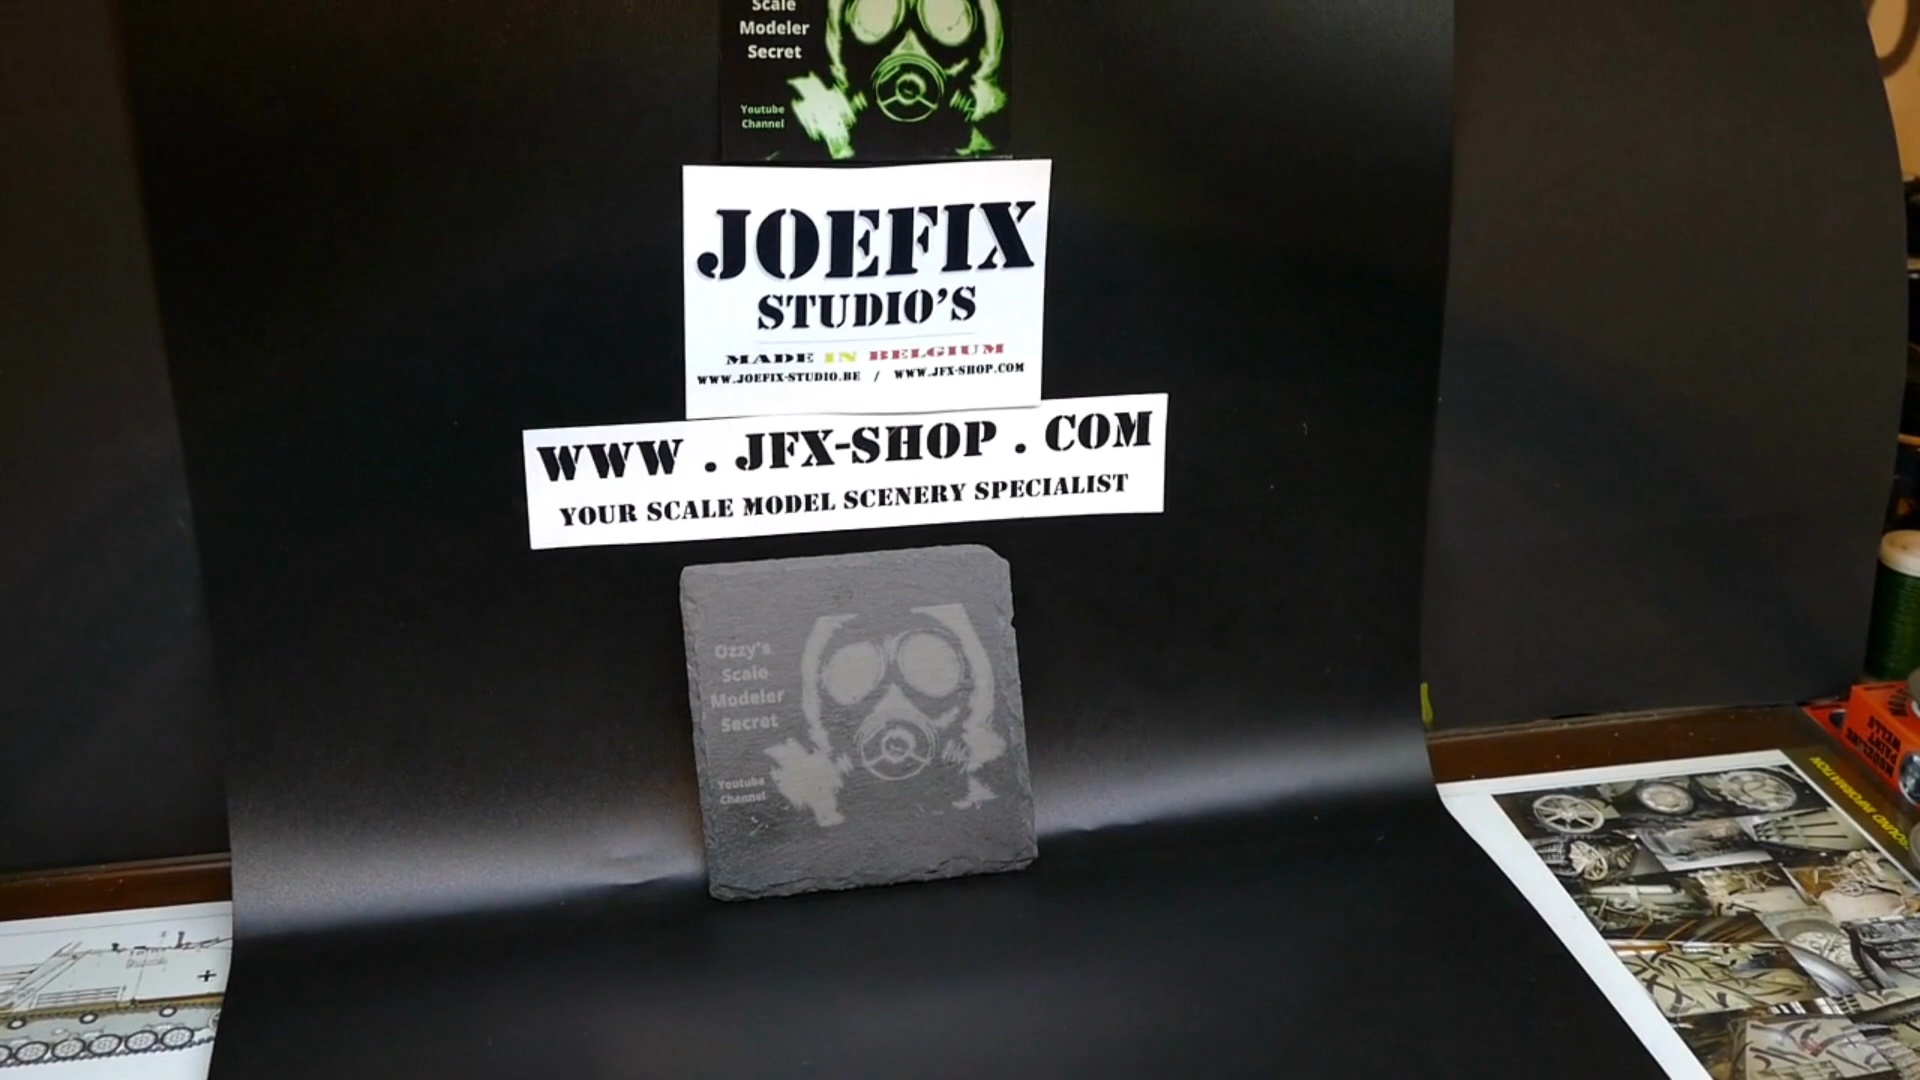 Scale
Modeler
Secret
Youtube
Channel
JOEFIX
STUDIO'S
MADE IN BELGIUM
WWW.JOEFIX-STUDIO.BE / WWW.JFX-SHOP.COM
WWW . JFX-SHOP . COM
YOUR SCALE MODEL SCENERY SPECIALIST
Ozzy's
Scale
Modeler
Secret
Youtube
Channel